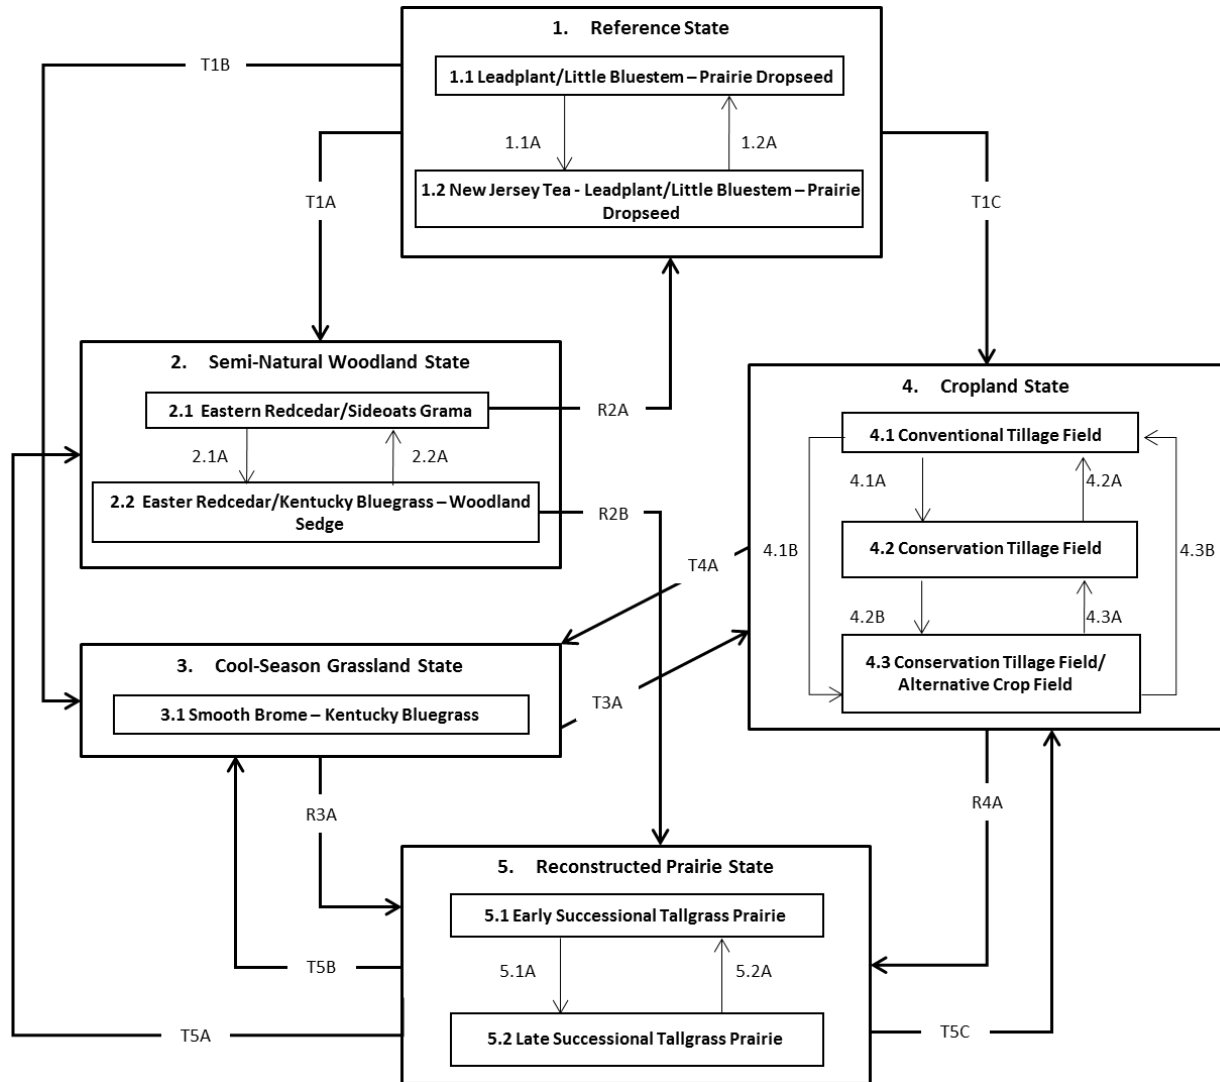 1. Reference State
T1B
1.1 Leadplant/Little Bluestem – Prairie Dropseed
1.1A
1.2A
T1A
1.2 New Jersey Tea - Leadplant/Little Bluestem – Prairie
Dropseed
T1C
2. Semi-Natural Woodland State
2.1 Eastern Redcedar/Sideoats Grama
R2A
2.1A
2.2A
2.2 Easter Redcedar/Kentucky Bluegrass – Woodland
Sedge
R2B
4. Cropland State
4.1 Conventional Tillage Field
4.1A
4.2A
4.2 Conservation Tillage Field
4.1B
4.3B
4.2B
4.3A
4.3 Conservation Tillage Field/
Alternative Crop Field
T4A
3. Cool-Season Grassland State
3.1 Smooth Brome – Kentucky Bluegrass
T3A
R3A
R4A
5. Reconstructed Prairie State
5.1 Early Successional Tallgrass Prairie
5.1A
5.2A
T5B
5.2 Late Successional Tallgrass Prairie
T5A
T5C